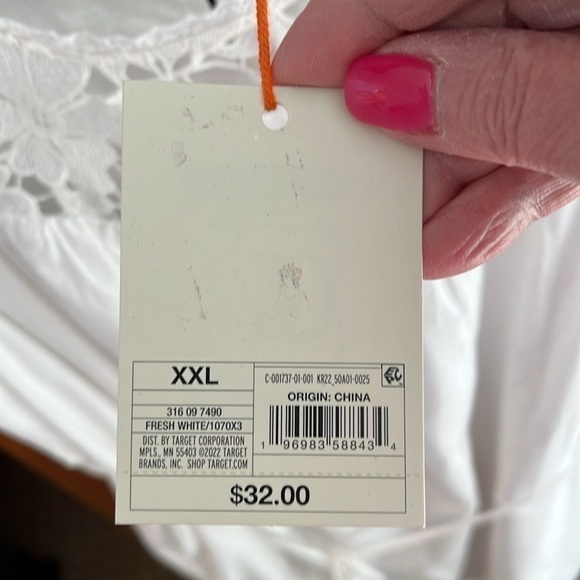 XXL
316 09 7490
FRESH WHITE/1070X3
DIST. BY TARGET CORPORATION
MPLS., MN 55403 ©2022 TARGET
BRANDS, INC. SHOP TARGET.COM
C-001737-01-001 KR22_50A01-0025
ORIGIN: CHINA
1 96983 58843 4
$32.00